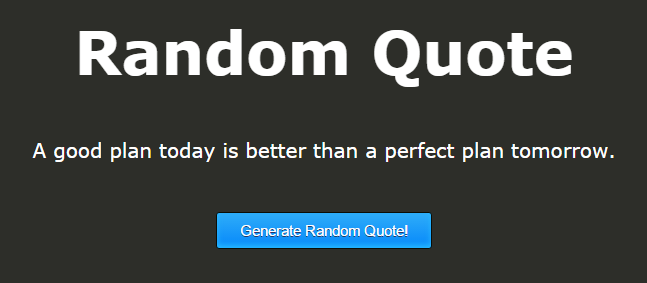 Random Quote
A good plan today is better than a perfect plan tomorrow.
Generate Random Quote!